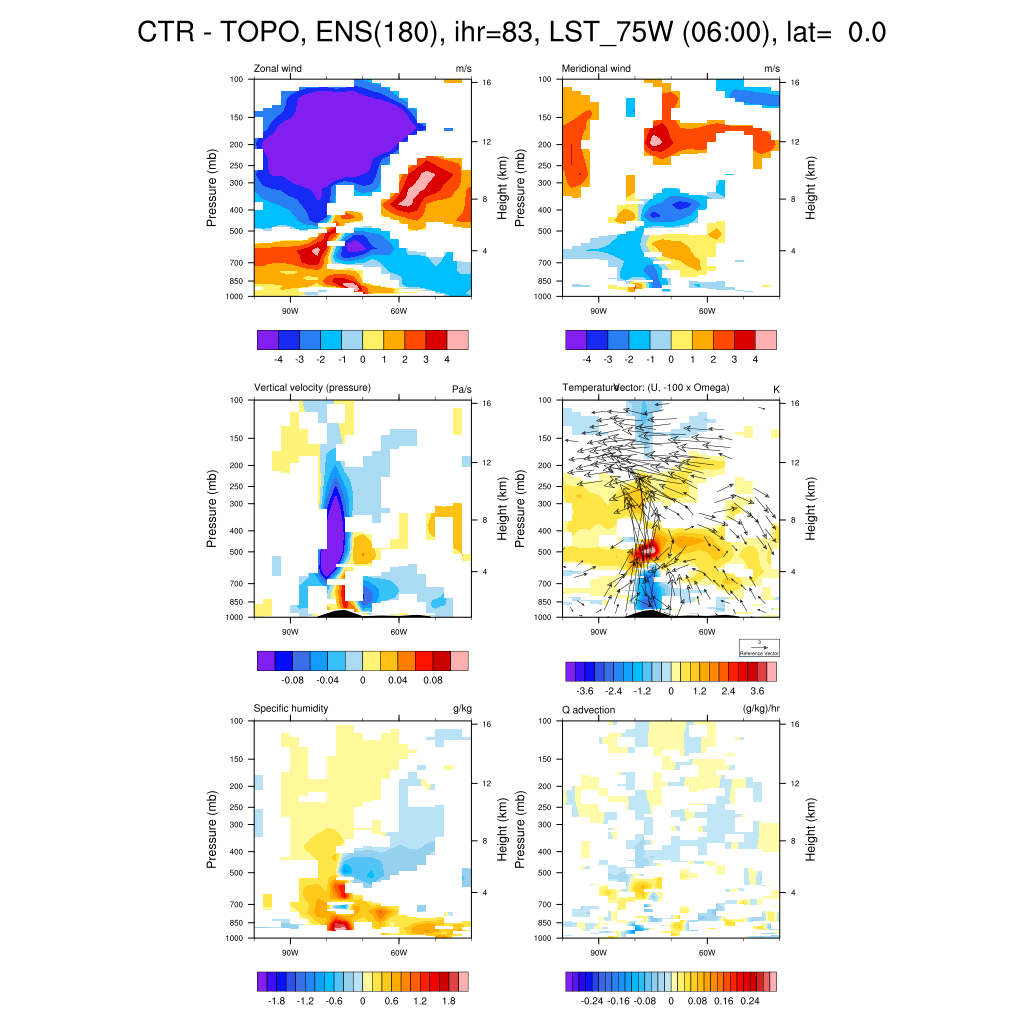 CTR - TOPO, ENS(180), ihr=83, LST_75W (06:00), lat=  0.0
Zonal wind m/s
Pressure (mb)
Height (km)
100
150
200
250
300
400
500
700
850
1000
16
12
8
4
90W 60W
-4 -3 -2 -1 0 1 2 3 4
Meridional wind m/s
Pressure (mb)
Height (km)
100
150
200
250
300
400
500
700
850
1000
16
12
8
4
90W 60W
-4 -3 -2 -1 0 1 2 3 4
Vertical velocity (pressure) Pa/s
Pressure (mb)
Height (km)
100
150
200
250
300
400
500
700
850
1000
16
12
8
4
90W 60W
-0.08 -0.04 0 0.04 0.08
Temperature Vector: (U, -100 x Omega) K
Pressure (mb)
Height (km)
100
150
200
250
300
400
500
700
850
1000
16
12
8
4
90W 60W
3
Reference Vector
-3.6 -2.4 -1.2 0 1.2 2.4 3.6
Specific humidity g/kg
Pressure (mb)
Height (km)
100
150
200
250
300
400
500
700
850
1000
16
12
8
4
90W 60W
-1.8 -1.2 -0.6 0 0.6 1.2 1.8
Q advection (g/kg)/hr
Pressure (mb)
Height (km)
100
150
200
250
300
400
500
700
850
1000
16
12
8
4
90W 60W
-0.24 -0.16 -0.08 0 0.08 0.16 0.24